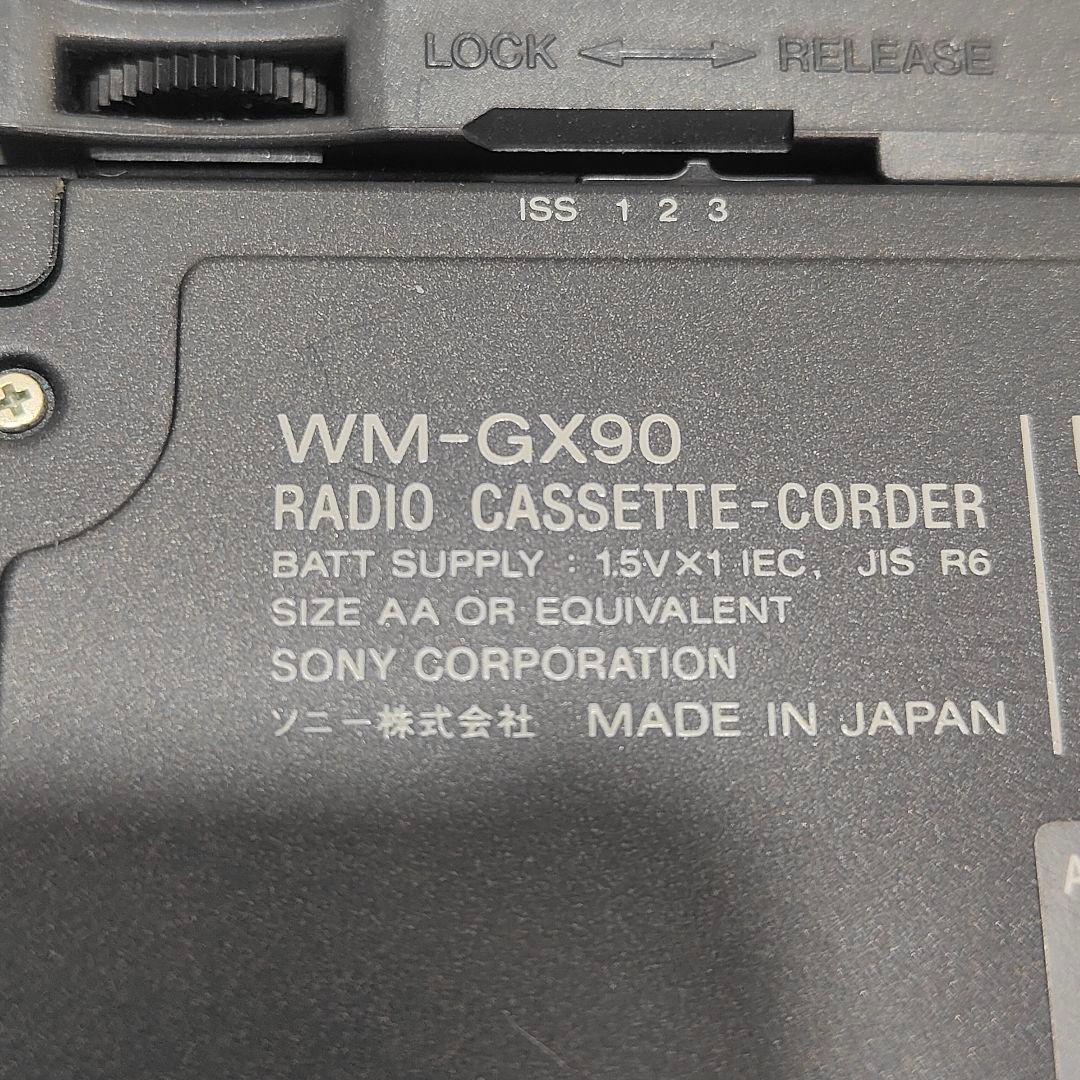 LOCK ⟷ RELEASE
ISS 1 2 3
WM-GX90
RADIO CASSETTE-CORDER
BATT SUPPLY : 1.5V×1 IEC, JIS R6
SIZE AA OR EQUIVALENT
SONY CORPORATION
ソニー株式会社 MADE IN JAPAN